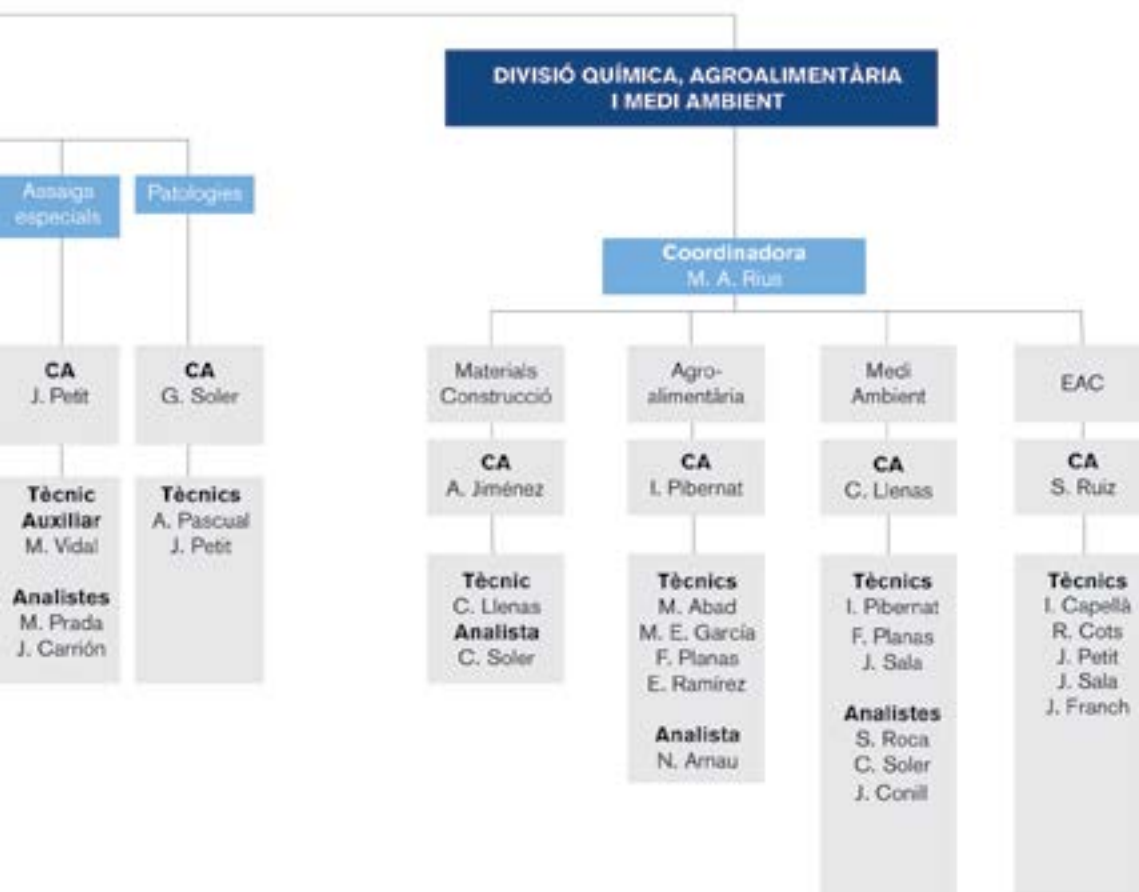 DIVISIÓ QUÍMICA, AGROALIMENTÀRIA
I MEDI AMBIENT
Assaigs
especials
Patologies
Coordinadora
M. A. Rius
CA
J. Petit
CA
G. Soler
Tècnic
Auxiliar
M. Vidal
Analistes
M. Prada
J. Carrión
Tècnics
A. Pascual
J. Petit
Materials
Construcció
CA
A. Jiménez
Tècnic
C. Llenas
Analista
C. Soler
Agro-
alimentària
CA
I. Pibernat
Tècnics
M. Abad
M. E. García
F. Planas
E. Ramírez
Analista
N. Arnau
Medi
Ambient
CA
C. Llenas
Tècnics
I. Pibernat
F. Planas
J. Sala
Analistes
S. Roca
C. Soler
J. Conill
EAC
CA
S. Ruiz
Tècnics
I. Capellà
R. Cots
J. Petit
J. Sala
J. Franch